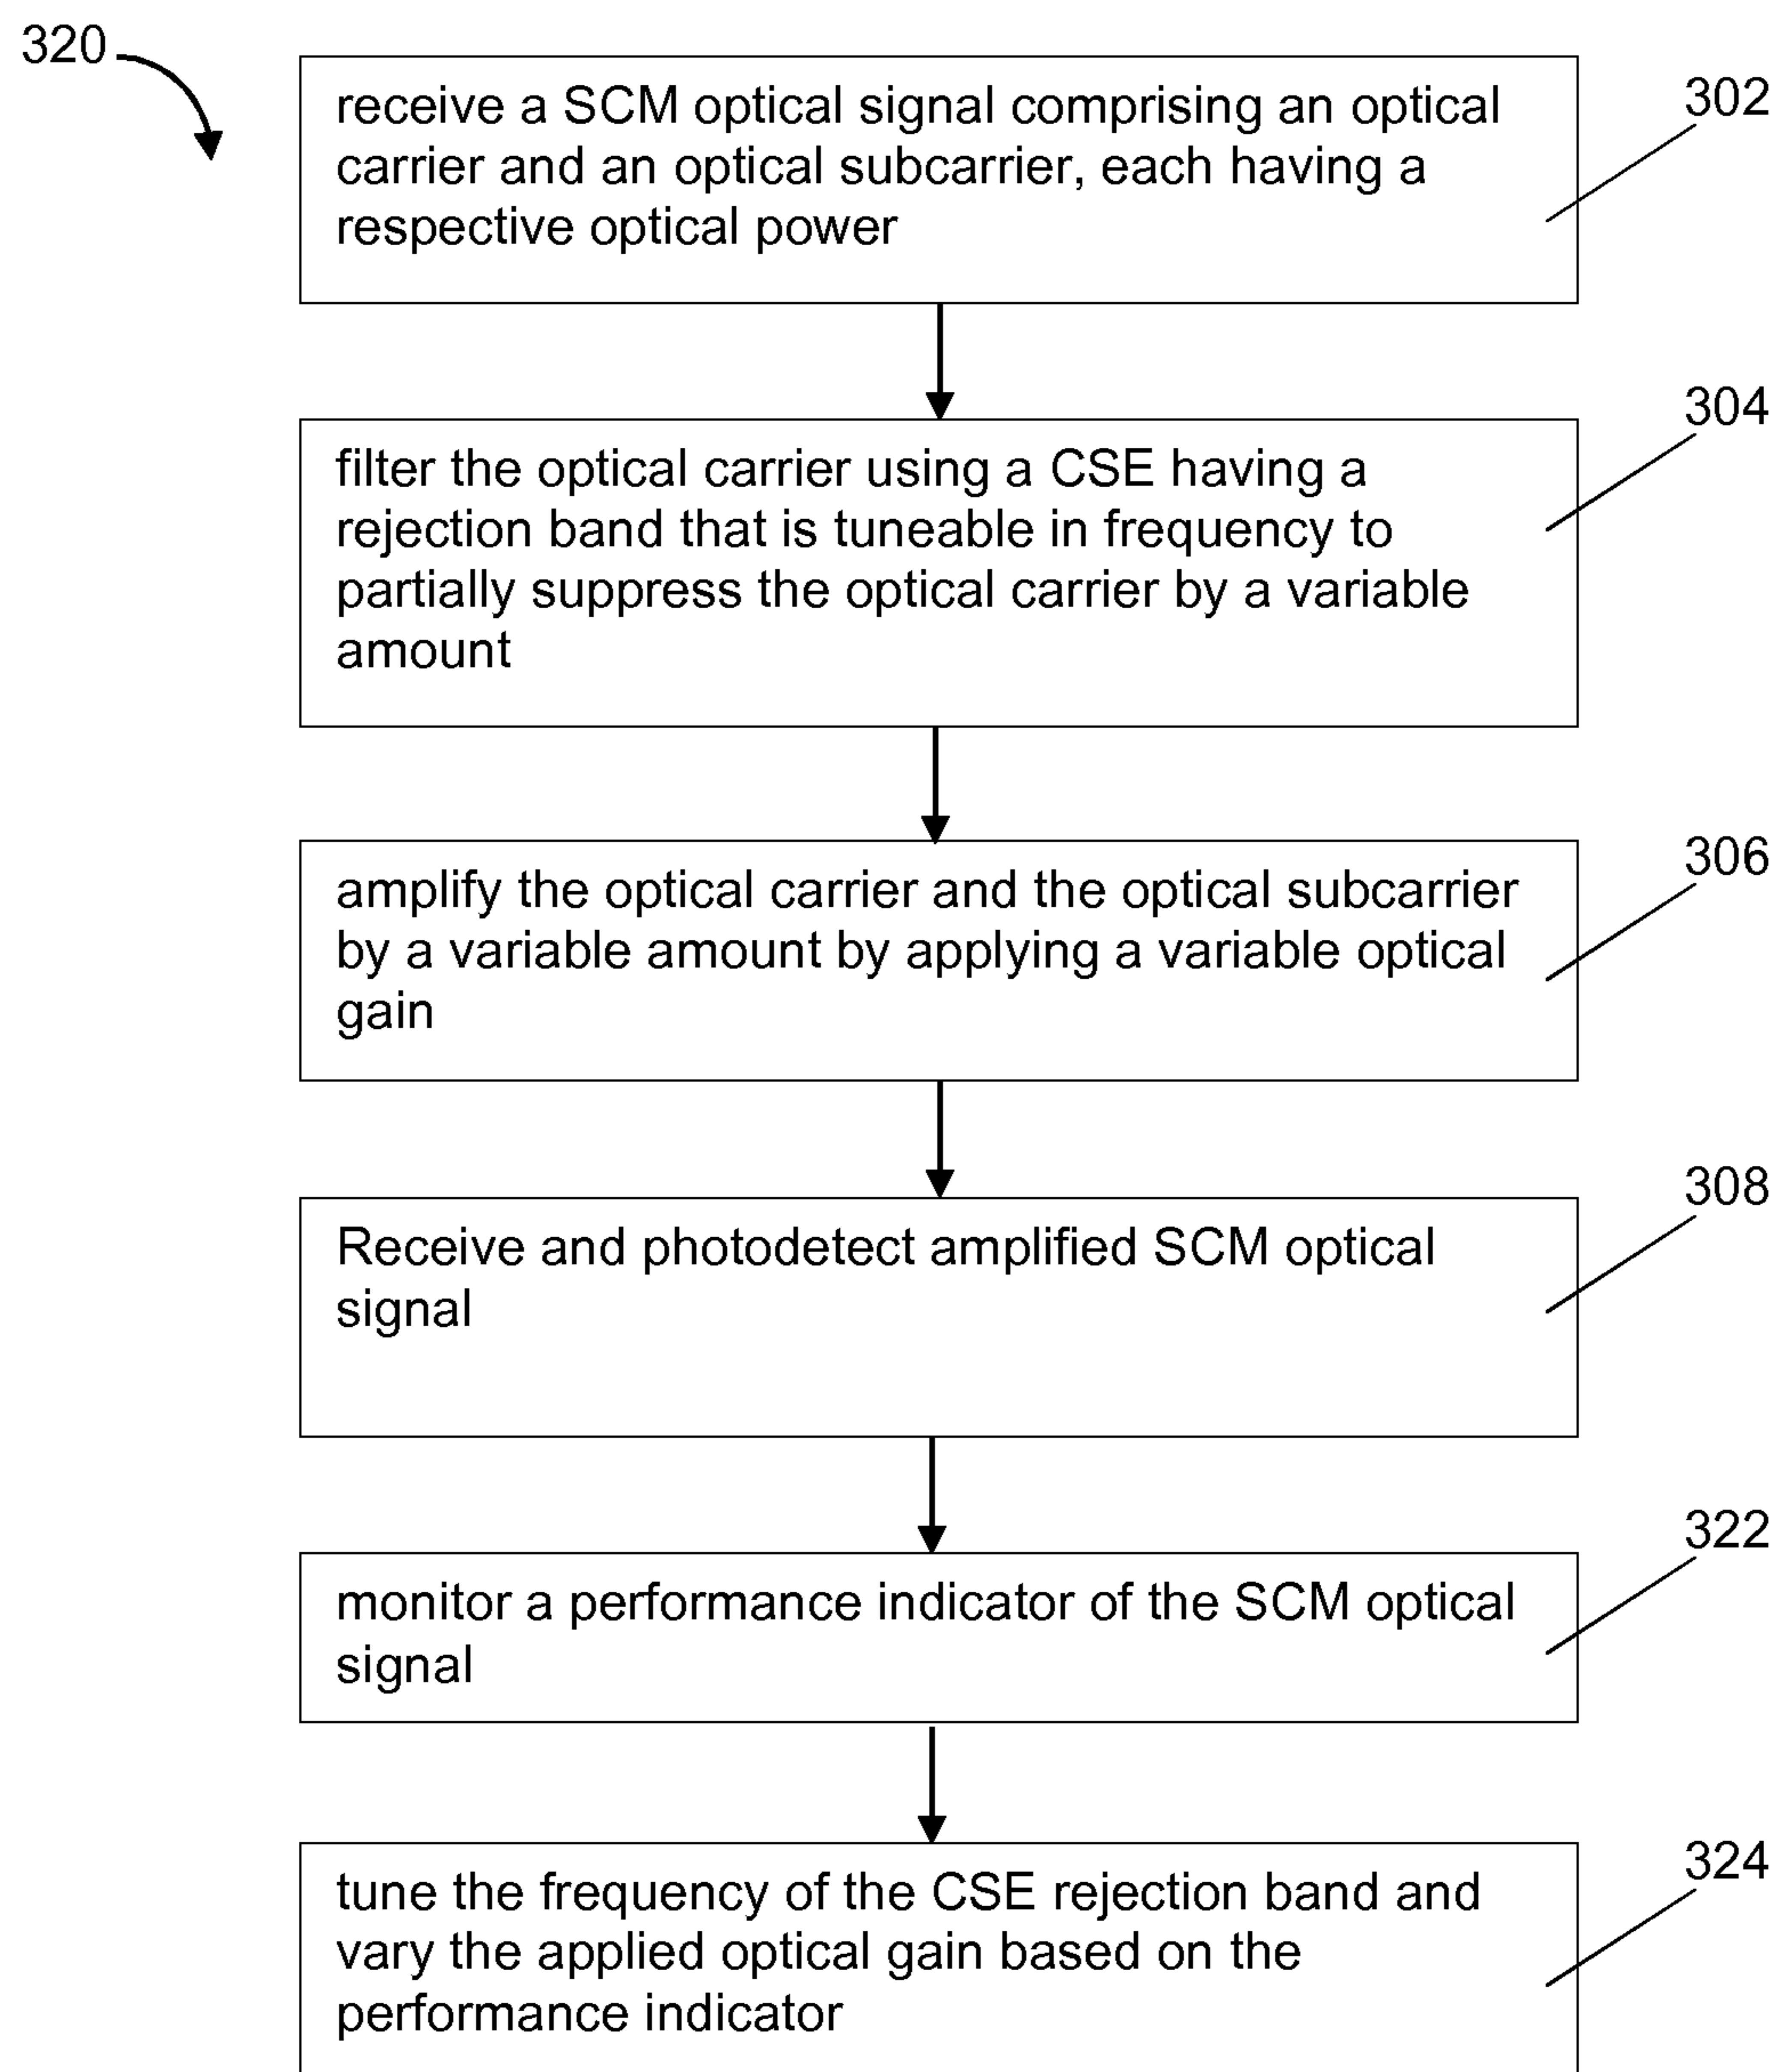 320
receive a SCM optical signal comprising an optical
carrier and an optical subcarrier, each having a
respective optical power
302
filter the optical carrier using a CSE having a
rejection band that is tuneable in frequency to
partially suppress the optical carrier by a variable
amount
304
amplify the optical carrier and the optical subcarrier
by a variable amount by applying a variable optical
gain
306
Receive and photodetect amplified SCM optical
signal
308
monitor a performance indicator of the SCM optical
signal
322
tune the frequency of the CSE rejection band and
vary the applied optical gain based on the
performance indicator
324